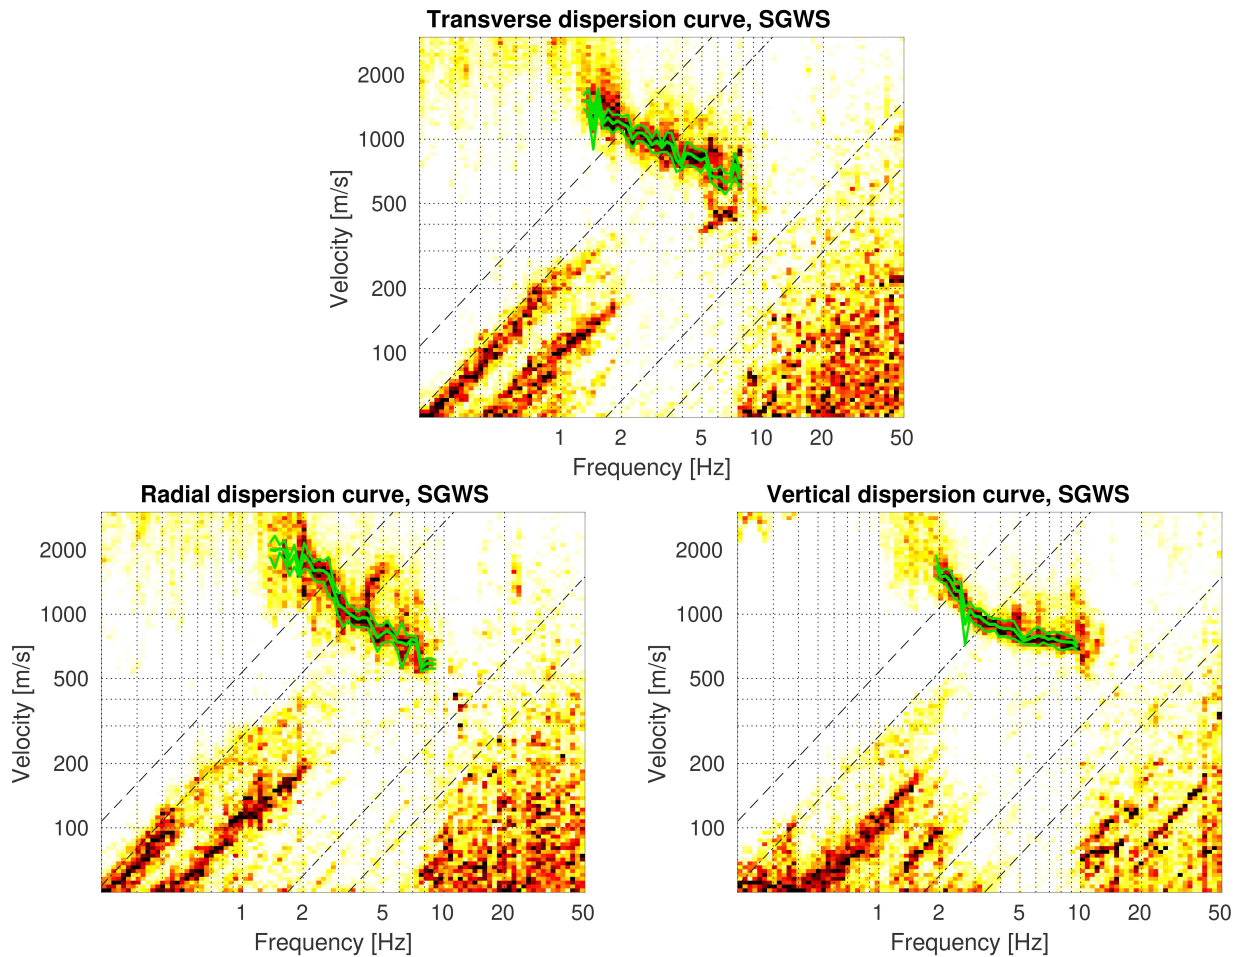 Transverse dispersion curve, SGWS
2000
1000
500
200
100
Velocity [m/s]
1 2 5 10 20 50
Frequency [Hz]
Radial dispersion curve, SGWS
2000
1000
500
200
100
Velocity [m/s]
1 2 5 10 20 50
Frequency [Hz]
Vertical dispersion curve, SGWS
2000
1000
500
200
100
Velocity [m/s]
1 2 5 10 20 50
Frequency [Hz]